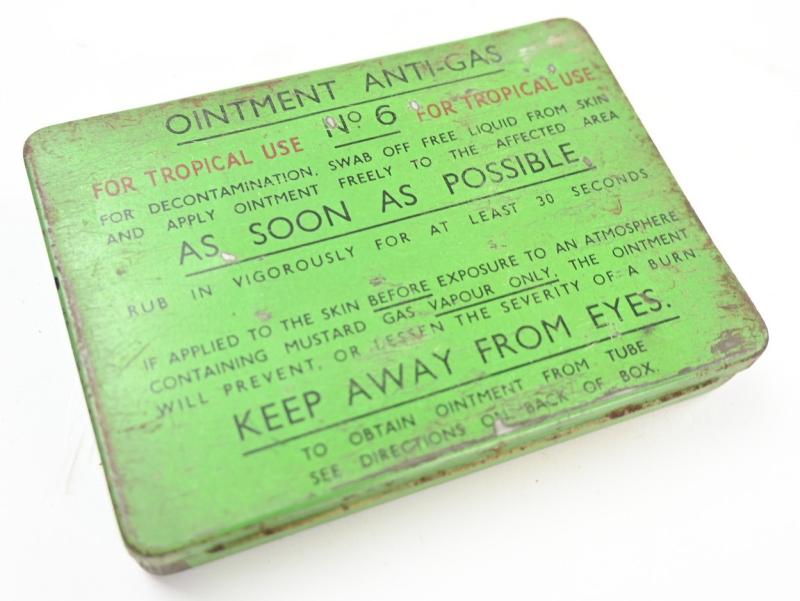 OINTMENT ANTI-GAS
FOR TROPICAL USE Nº 6 FOR TROPICAL USE
FOR DECONTAMINATION, SWAB OFF FREE LIQUID FROM SKIN
AND APPLY OINTMENT FREELY TO THE AFFECTED AREA
AS SOON AS POSSIBLE,
RUB IN VIGOROUSLY FOR AT LEAST 30 SECONDS
IF APPLIED TO THE SKIN BEFORE EXPOSURE TO AN ATMOSPHERE
CONTAINING MUSTARD GAS VAPOUR ONLY, THE OINTMENT
WILL PREVENT, OR LESSEN THE SEVERITY OF A BURN
KEEP AWAY FROM EYES.
TO OBTAIN OINTMENT FROM TUBE
SEE DIRECTIONS ON BACK OF BOX.